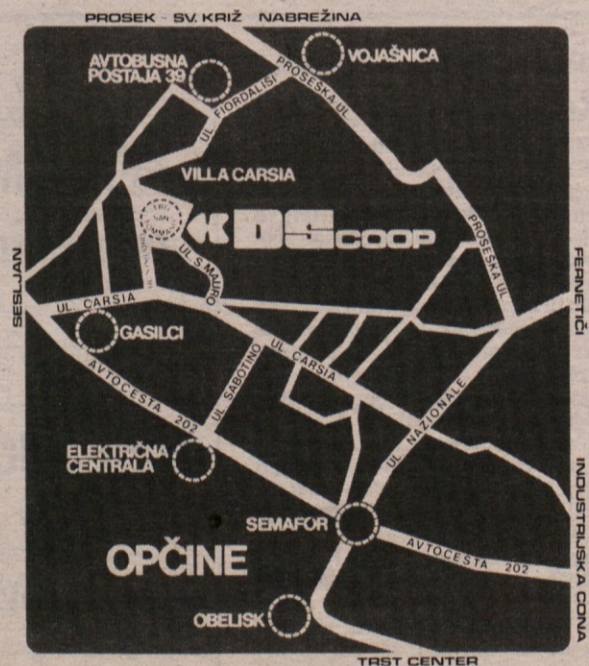 PROSEK - SV. KRIŽ NABREŽINA
AVTOBUSNA
POSTAJA 39
VOJAŠNICA
UL FIORDALISI
PROSEŠKA UL
VILLA CARSIA
DS COOP
UL. S. MAURO
PROSEŠKA UL
SESLJAN
FERNETIČI
UL. CARSIA
GASILCI
UL. CARSIA
AVTOCESTA 202
UL. SABOTINO
UL NAZIONALE
ELEKTRIČNA
CENTRALA
SEMAFOR
AVTOCESTA 202
INDUSTRIJSKA CONA
OPČINE
OBELISK
TRST CENTER